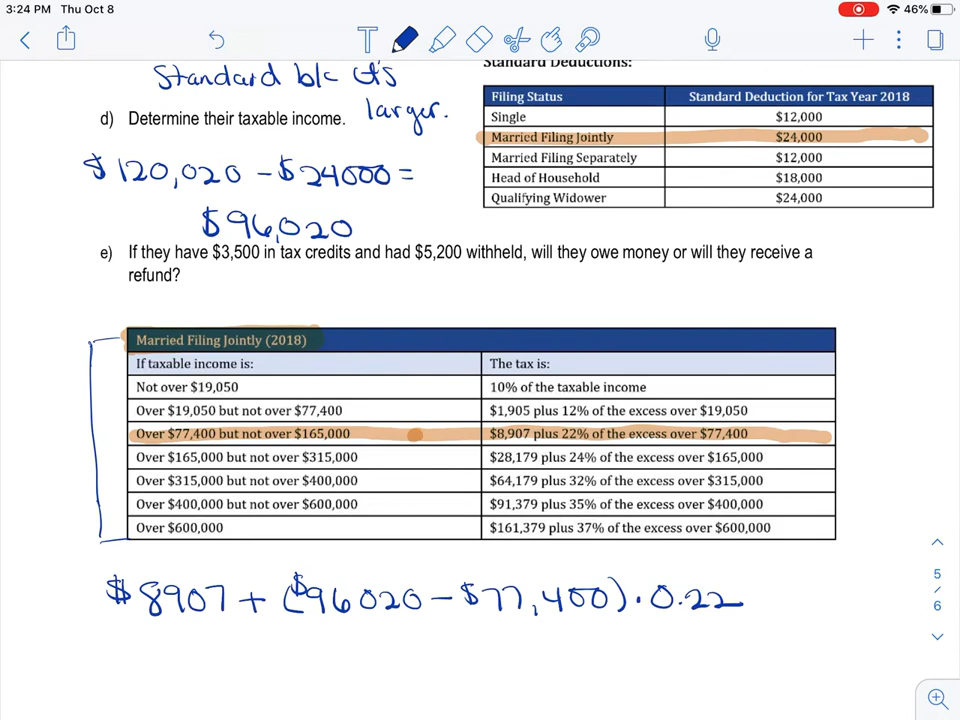 3:24 PM Thu Oct 8
46%
T
Standard b/c it's
larger.
Standard Deductions:
Filing Status Standard Deduction for Tax Year 2018
Single $12,000
Married Filing Jointly $24,000
Married Filing Separately $12,000
Head of Household $18,000
Qualifying Widower $24,000
d) Determine their taxable income.
$120,020 - $24000 =
$96,020
e) If they have $3,500 in tax credits and had $5,200 withheld, will they owe money or will they receive a
refund?
Married Filing Jointly (2018)
If taxable income is: The tax is:
Not over $19,050 10% of the taxable income
Over $19,050 but not over $77,400 $1,905 plus 12% of the excess over $19,050
Over $77,400 but not over $165,000 $8,907 plus 22% of the excess over $77,400
Over $165,000 but not over $315,000 $28,179 plus 24% of the excess over $165,000
Over $315,000 but not over $400,000 $64,179 plus 32% of the excess over $315,000
Over $400,000 but not over $600,000 $91,379 plus 35% of the excess over $400,000
Over $600,000 $161,379 plus 37% of the excess over $600,000
$8907 + ($96020 - $77,400) · 0.22
5
/
6